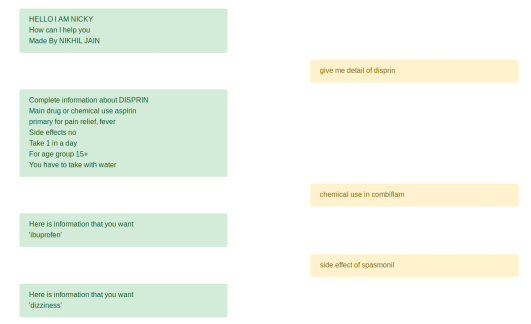 HELLO I AM NICKY
How can I help you
Made By NIKHIL JAIN
give me detail of disprin
Complete information about DISPRIN
Main drug or chemical use aspirin
primary for pain relief, fever
Side effects no
Take 1 in a day
For age group 15+
You have to take with water
chemical use in combiflam
Here is information that you want
'ibuprofen'
side effect of spasmonil
Here is information that you want
'dizziness'